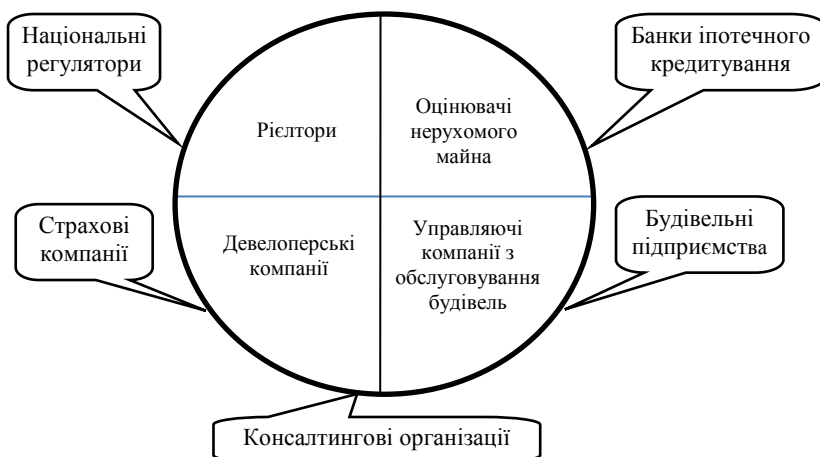 Національні
регулятори
Банки іпотечного
кредитування
Рієлтори
Оцінювачі
нерухомого
майна
Страхові
компанії
Девелоперські
компанії
Управляючі
компанії з
обслуговування
будівель
Будівельні
підприємства
Консалтингові організації